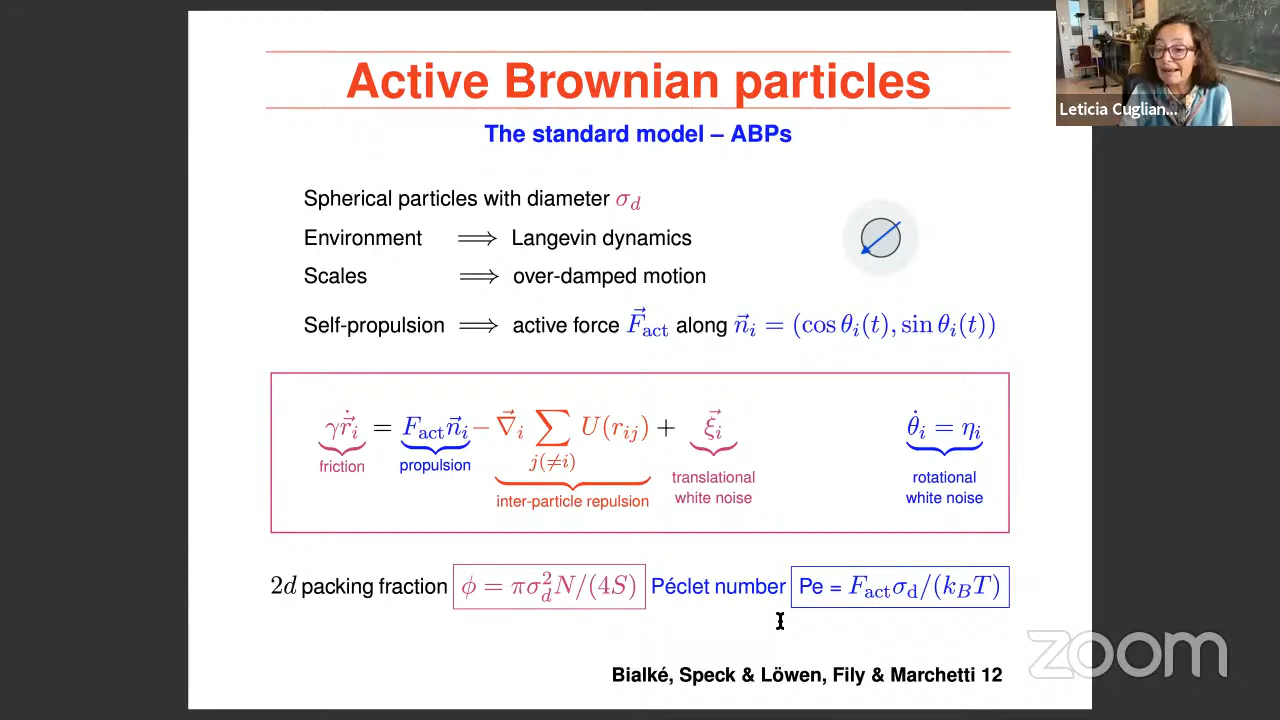 Active Brownian particles
The standard model – ABPs
Leticia Cuglian...
Spherical particles with diameter σ_d
Environment ⟹ Langevin dynamics
Scales ⟹ over-damped motion
Self-propulsion ⟹ active force F⃗_act along n⃗_i = (cos θ_i(t), sin θ_i(t))
γṙ⃗_i = F_act n⃗_i − ∇⃗_i ∑_{j(≠i)} U(r_ij) + ξ⃗_i θ̇_i = η_i
friction propulsion inter-particle repulsion translational white noise rotational white noise
2d packing fraction ϕ = πσ_d^2 N/(4S) Péclet number Pe = F_act σ_d/(k_B T)
Bialké, Speck & Löwen, Fily & Marchetti 12
zoom